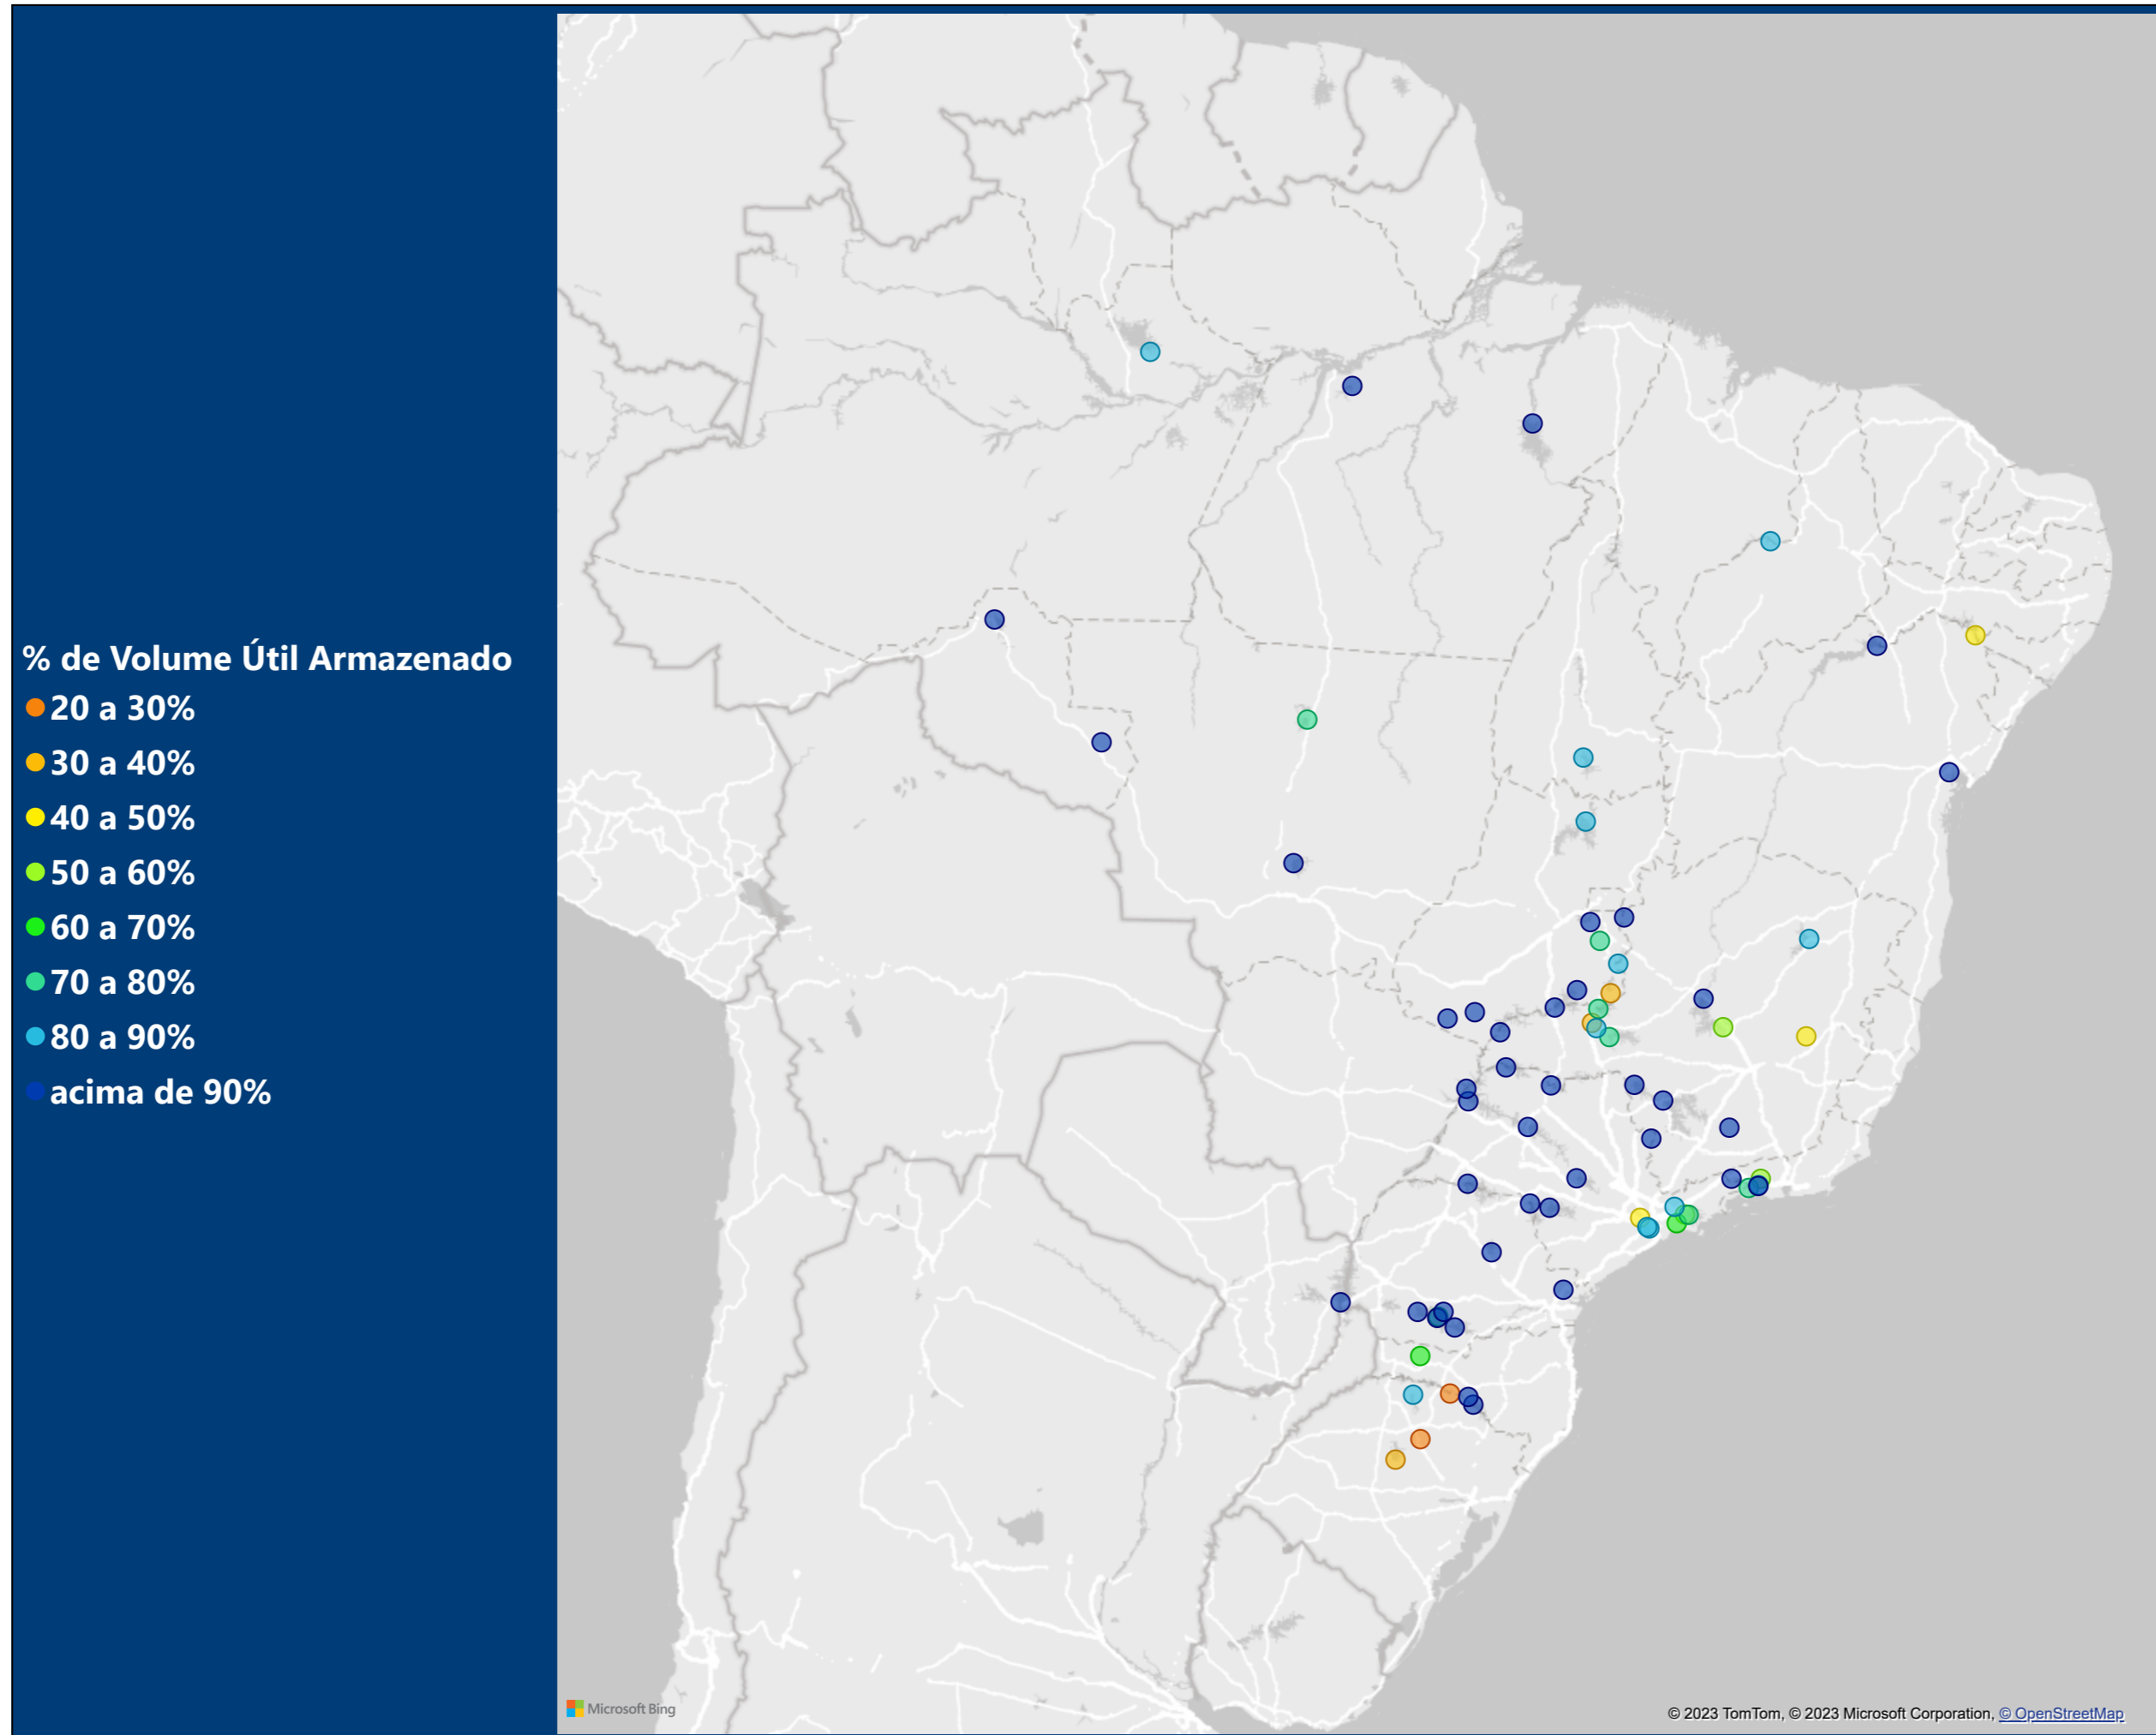 % de Volume Útil Armazenado
20 a 30%
30 a 40%
40 a 50%
50 a 60%
60 a 70%
70 a 80%
80 a 90%
acima de 90%
Microsoft Bing
© 2023 TomTom, © 2023 Microsoft Corporation, © OpenStreetMap